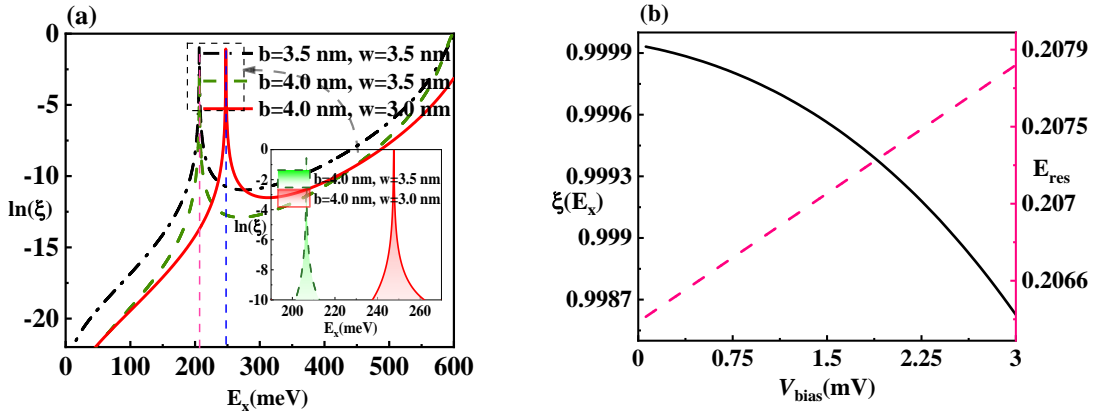 (a)
0
-5
-10
-15
-20
ln(ξ)
b=3.5 nm, w=3.5 nm
b=4.0 nm, w=3.5 nm
b=4.0 nm, w=3.0 nm
0
-2
-4
-6
-8
-10
ln(ξ)
b=4.0 nm, w=3.5 nm
b=4.0 nm, w=3.0 nm
200 220 240 260
Eₓ(meV)
0 100 200 300 400 500 600
Eₓ(meV)
(b)
0.9999
0.9996
0.9993
0.999
0.9987
ξ(Eₓ)
0.2079
0.2075
0.207
0.2066
E_res
0 0.75 1.5 2.25 3
V_bias(mV)